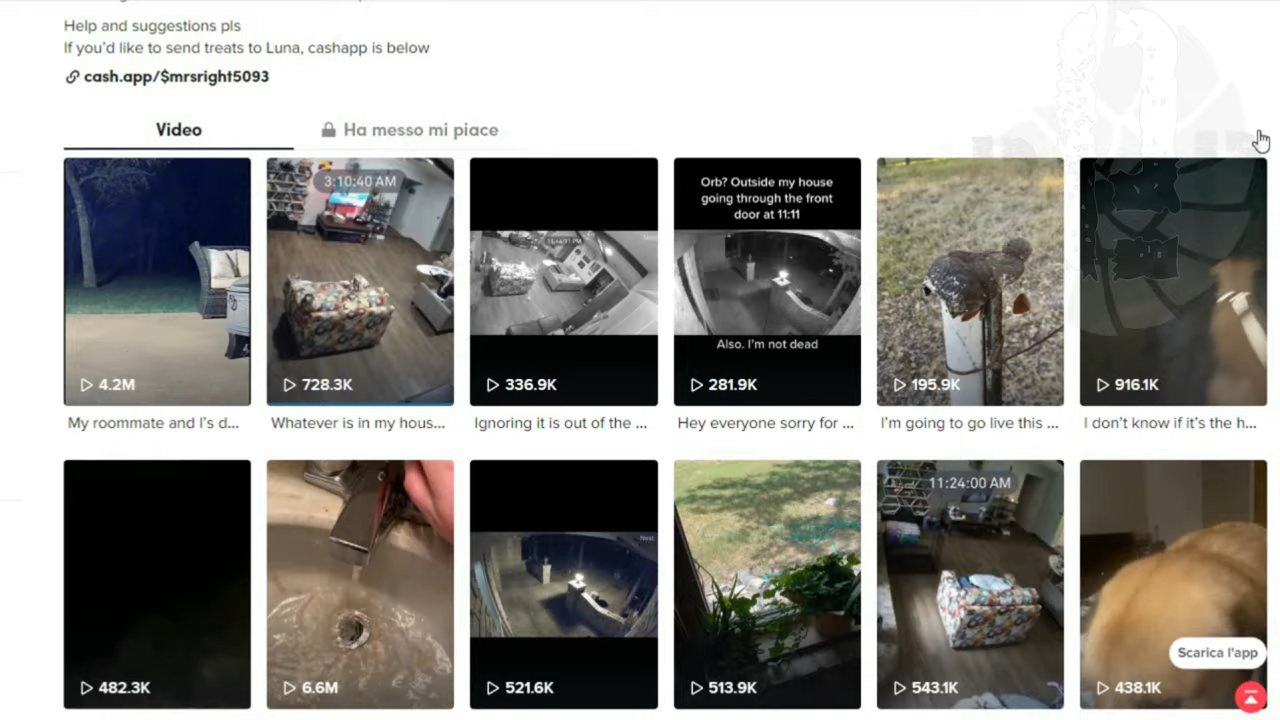 Help and suggestions pls
If you'd like to send treats to Luna, cashapp is below
cash.app/$mrsright5093
Video
Ha messo mi piace
3:10:40 AM
11:44:31 PM
Orb? Outside my house
going through the front
door at 11:11
Also. I'm not dead
4.2M
728.3K
336.9K
281.9K
195.9K
916.1K
My roommate and I's d...
Whatever is in my hous...
Ignoring it is out of the ...
Hey everyone sorry for ...
I'm going to go live this ...
I don't know if it's the h...
11:24:00 AM
Nest
482.3K
6.6M
521.6K
513.9K
543.1K
438.1K
Scarica l'app